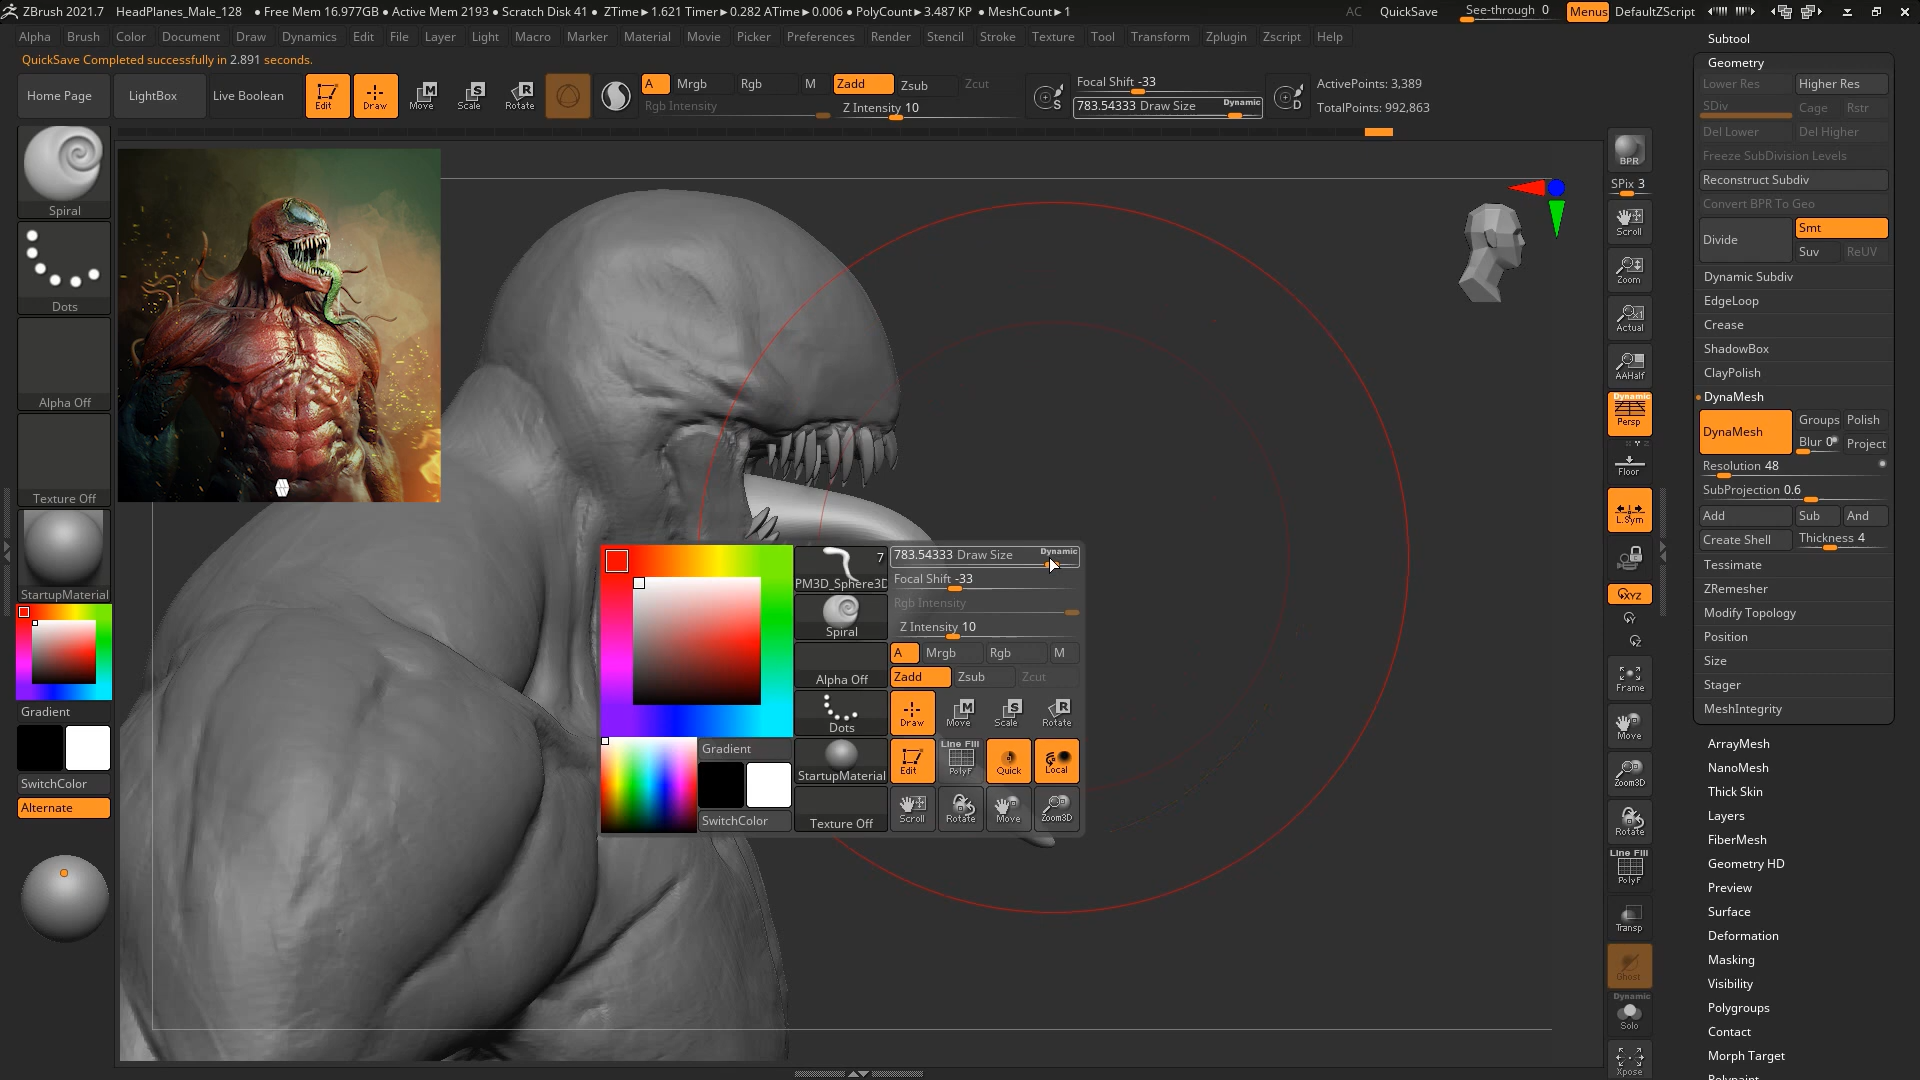 ZBrush 2021.7 HeadPlanes_Male_128 ● Free Mem 16.977GB ● Active Mem 2193 ● Scratch Disk 41 ● ZTime►1.621 Timer►0.282 ATime►0.006 ● PolyCount►3.487 KP ● MeshCount►1 AC QuickSave See-through 0 Menus DefaultZScript
Alpha Brush Color Document Draw Dynamics Edit File Layer Light Macro Marker Material Movie Picker Preferences Render Stencil Stroke Texture Tool Transform Zplugin Zscript Help
QuickSave Completed successfully in 2.891 seconds.
Home Page LightBox Live Boolean Edit Draw Move Scale Rotate
A Mrgb Rgb M Zadd Zsub Zcut
Rgb Intensity Z Intensity 10
Focal Shift -33
783.54333 Draw Size Dynamic
S D
ActivePoints: 3,389
TotalPoints: 992,863
Spiral
Dots
Alpha Off
Texture Off
StartupMaterial
Gradient
SwitchColor
Alternate
7
PM3D_Sphere3D
Spiral
Alpha Off
Dots
StartupMaterial
Texture Off
Gradient
SwitchColor
783.54333 Draw Size Dynamic
Focal Shift -33
Rgb Intensity
Z Intensity 10
A Mrgb Rgb M
Zadd Zsub Zcut
Draw Move Scale Rotate
Edit Line Fill PolyF Quick Local
Scroll Rotate Move Zoom3D
BPR
SPix 3
Scroll
Zoom
Actual
AAHalf
Dynamic
Persp
Floor
L.Sym
XYZ
Frame
Move
Zoom3D
Rotate
Line Fill
PolyF
Transp
Ghost
Dynamic
Solo
Xpose
Subtool
Geometry
Lower Res Higher Res
SDiv Cage Rstr
Del Lower Del Higher
Freeze SubDivision Levels
Reconstruct Subdiv
Convert BPR To Geo
Divide Smt
Suv ReUV
Dynamic Subdiv
EdgeLoop
Crease
ShadowBox
ClayPolish
DynaMesh
DynaMesh Groups Polish
Blur 0 Project
Resolution 48
SubProjection 0.6
Add Sub And
Create Shell Thickness 4
Tessimate
ZRemesher
Modify Topology
Position
Size
Stager
MeshIntegrity
ArrayMesh
NanoMesh
Thick Skin
Layers
FiberMesh
Geometry HD
Preview
Surface
Deformation
Masking
Visibility
Polygroups
Contact
Morph Target
Polypaint